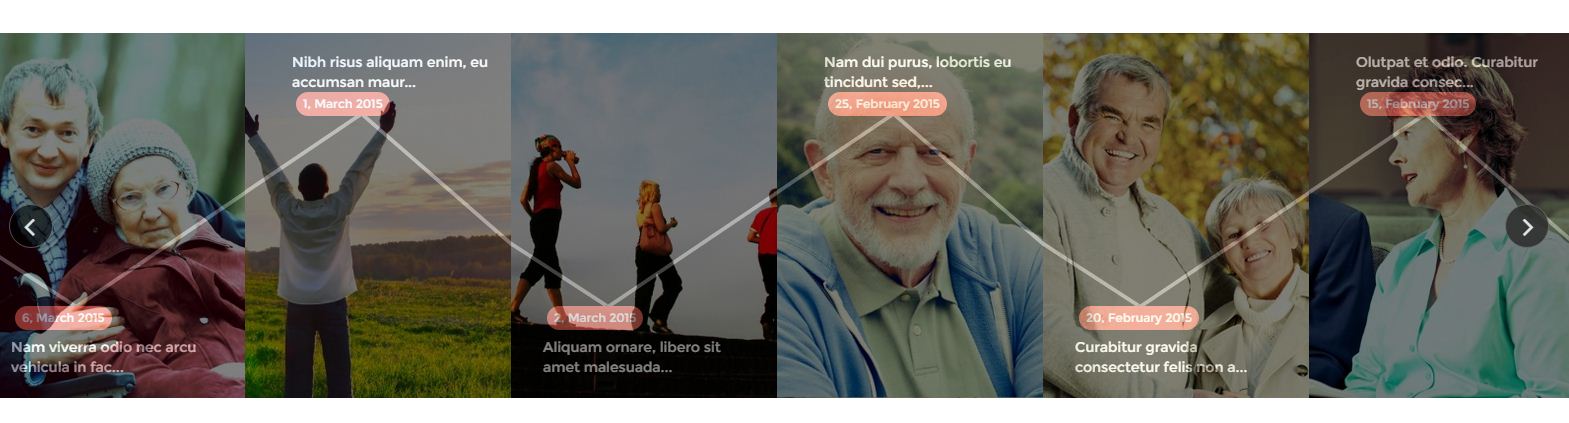 Nibh risus aliquam enim, eu
accumsan maur...
1, March 2015
Nam dui purus, lobortis eu
tincidunt sed,...
25, February 2015
Olutpat et odio. Curabitur
gravida consec...
15, February 2015
6, March 2015
Nam viverra odio nec arcu
vehicula in fac...
2, March 2015
Aliquam ornare, libero sit
amet malesuada...
20, February 2015
Curabitur gravida
consectetur felis non a...